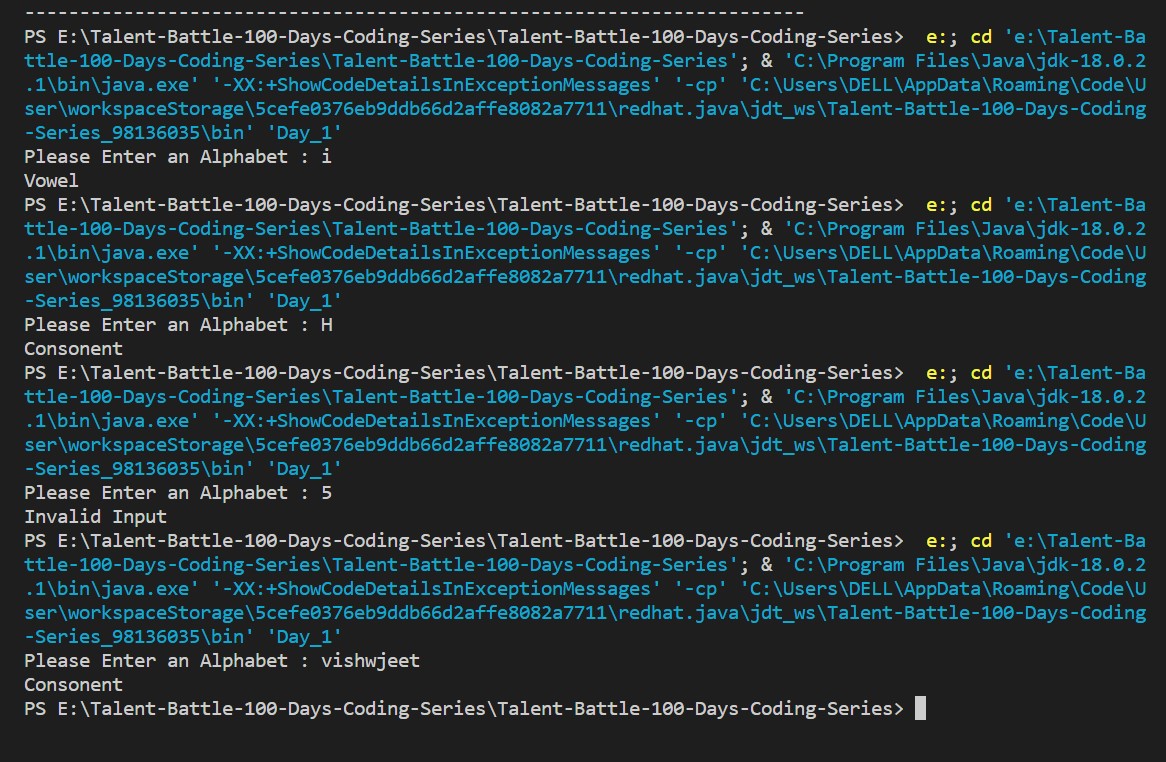 -----------------------------------------------------------------------
PS E:\Talent-Battle-100-Days-Coding-Series\Talent-Battle-100-Days-Coding-Series>  e:; cd 'e:\Talent-Ba
ttle-100-Days-Coding-Series\Talent-Battle-100-Days-Coding-Series'; & 'C:\Program Files\Java\jdk-18.0.2
.1\bin\java.exe' '-XX:+ShowCodeDetailsInExceptionMessages' '-cp' 'C:\Users\DELL\AppData\Roaming\Code\U
ser\workspaceStorage\5cefe0376eb9ddb66d2affe8082a7711\redhat.java\jdt_ws\Talent-Battle-100-Days-Coding
-Series_98136035\bin' 'Day_1'
Please Enter an Alphabet : i
Vowel
PS E:\Talent-Battle-100-Days-Coding-Series\Talent-Battle-100-Days-Coding-Series>  e:; cd 'e:\Talent-Ba
ttle-100-Days-Coding-Series\Talent-Battle-100-Days-Coding-Series'; & 'C:\Program Files\Java\jdk-18.0.2
.1\bin\java.exe' '-XX:+ShowCodeDetailsInExceptionMessages' '-cp' 'C:\Users\DELL\AppData\Roaming\Code\U
ser\workspaceStorage\5cefe0376eb9ddb66d2affe8082a7711\redhat.java\jdt_ws\Talent-Battle-100-Days-Coding
-Series_98136035\bin' 'Day_1'
Please Enter an Alphabet : H
Consonent
PS E:\Talent-Battle-100-Days-Coding-Series\Talent-Battle-100-Days-Coding-Series>  e:; cd 'e:\Talent-Ba
ttle-100-Days-Coding-Series\Talent-Battle-100-Days-Coding-Series'; & 'C:\Program Files\Java\jdk-18.0.2
.1\bin\java.exe' '-XX:+ShowCodeDetailsInExceptionMessages' '-cp' 'C:\Users\DELL\AppData\Roaming\Code\U
ser\workspaceStorage\5cefe0376eb9ddb66d2affe8082a7711\redhat.java\jdt_ws\Talent-Battle-100-Days-Coding
-Series_98136035\bin' 'Day_1'
Please Enter an Alphabet : 5
Invalid Input
PS E:\Talent-Battle-100-Days-Coding-Series\Talent-Battle-100-Days-Coding-Series>  e:; cd 'e:\Talent-Ba
ttle-100-Days-Coding-Series\Talent-Battle-100-Days-Coding-Series'; & 'C:\Program Files\Java\jdk-18.0.2
.1\bin\java.exe' '-XX:+ShowCodeDetailsInExceptionMessages' '-cp' 'C:\Users\DELL\AppData\Roaming\Code\U
ser\workspaceStorage\5cefe0376eb9ddb66d2affe8082a7711\redhat.java\jdt_ws\Talent-Battle-100-Days-Coding
-Series_98136035\bin' 'Day_1'
Please Enter an Alphabet : vishwjeet
Consonent
PS E:\Talent-Battle-100-Days-Coding-Series\Talent-Battle-100-Days-Coding-Series>